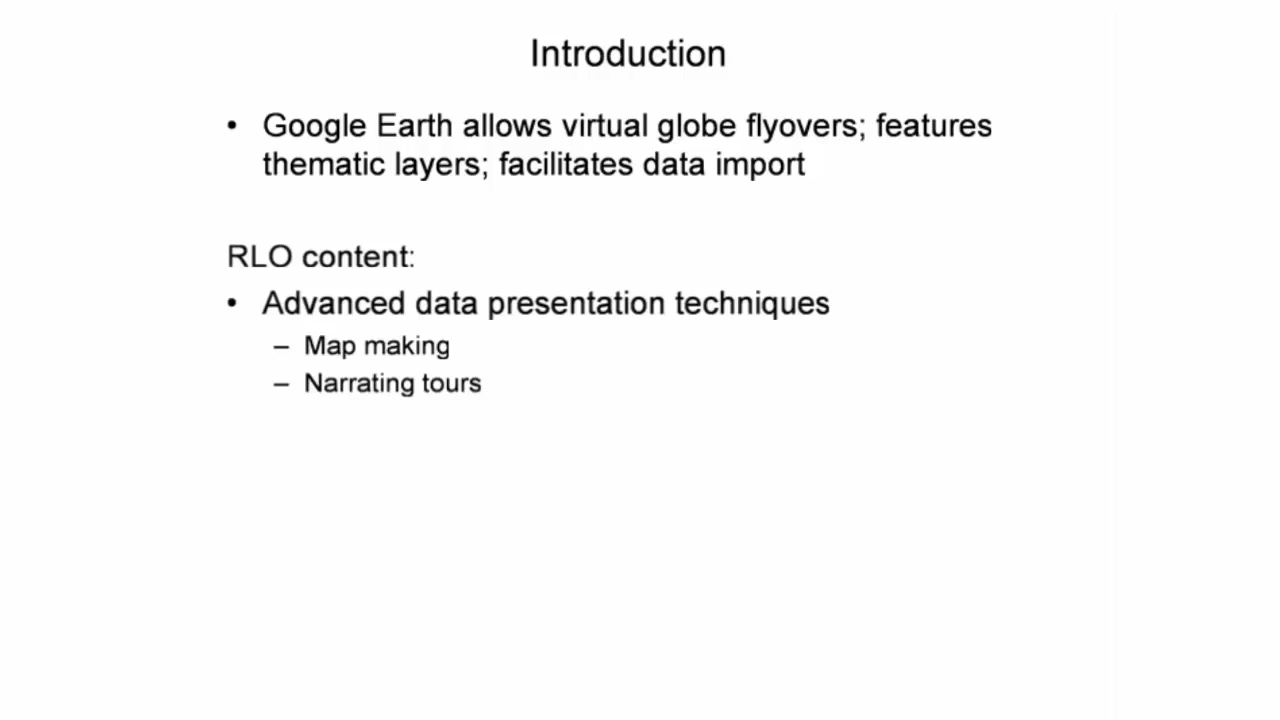 Introduction
• Google Earth allows virtual globe flyovers; features
thematic layers; facilitates data import
RLO content:
• Advanced data presentation techniques
– Map making
– Narrating tours